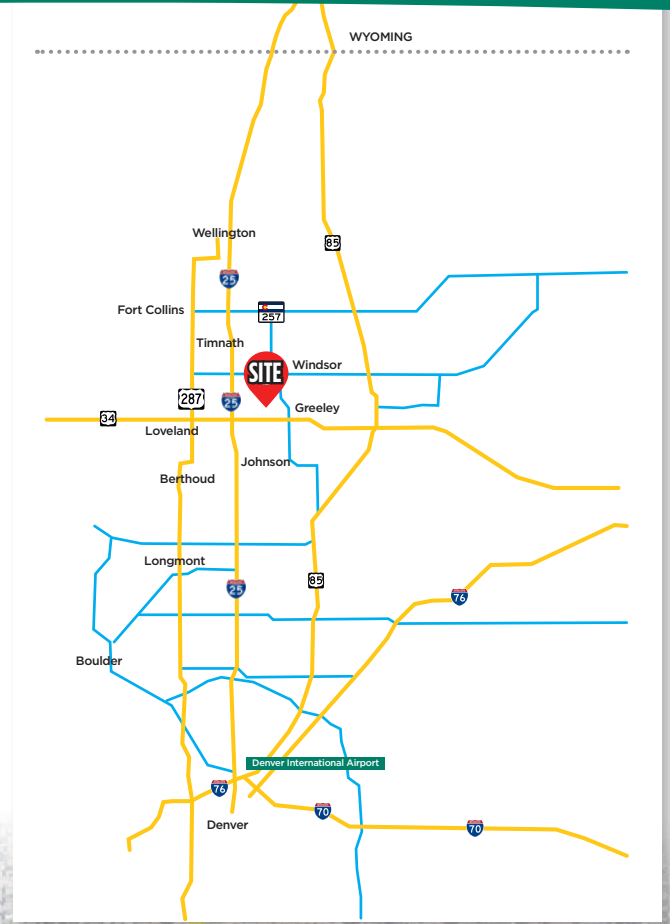 WYOMING
Wellington
85
25
Fort Collins
257
Timnath
SITE
Windsor
287
25
Greeley
34
Loveland
Johnson
Berthoud
Longmont
85
25
76
Boulder
Denver International Airport
76
70
Denver
70